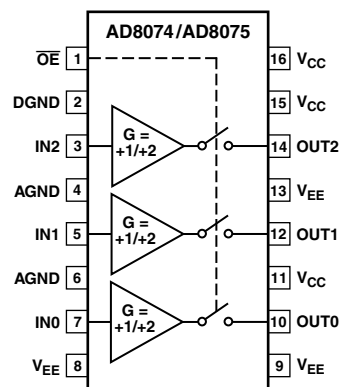 AD8074/AD8075
OE 1
16 VCC
DGND 2
15 VCC
IN2 3
G = +1/+2
14 OUT2
AGND 4
13 VEE
IN1 5
G = +1/+2
12 OUT1
AGND 6
11 VCC
IN0 7
G = +1/+2
10 OUT0
VEE 8
9 VEE